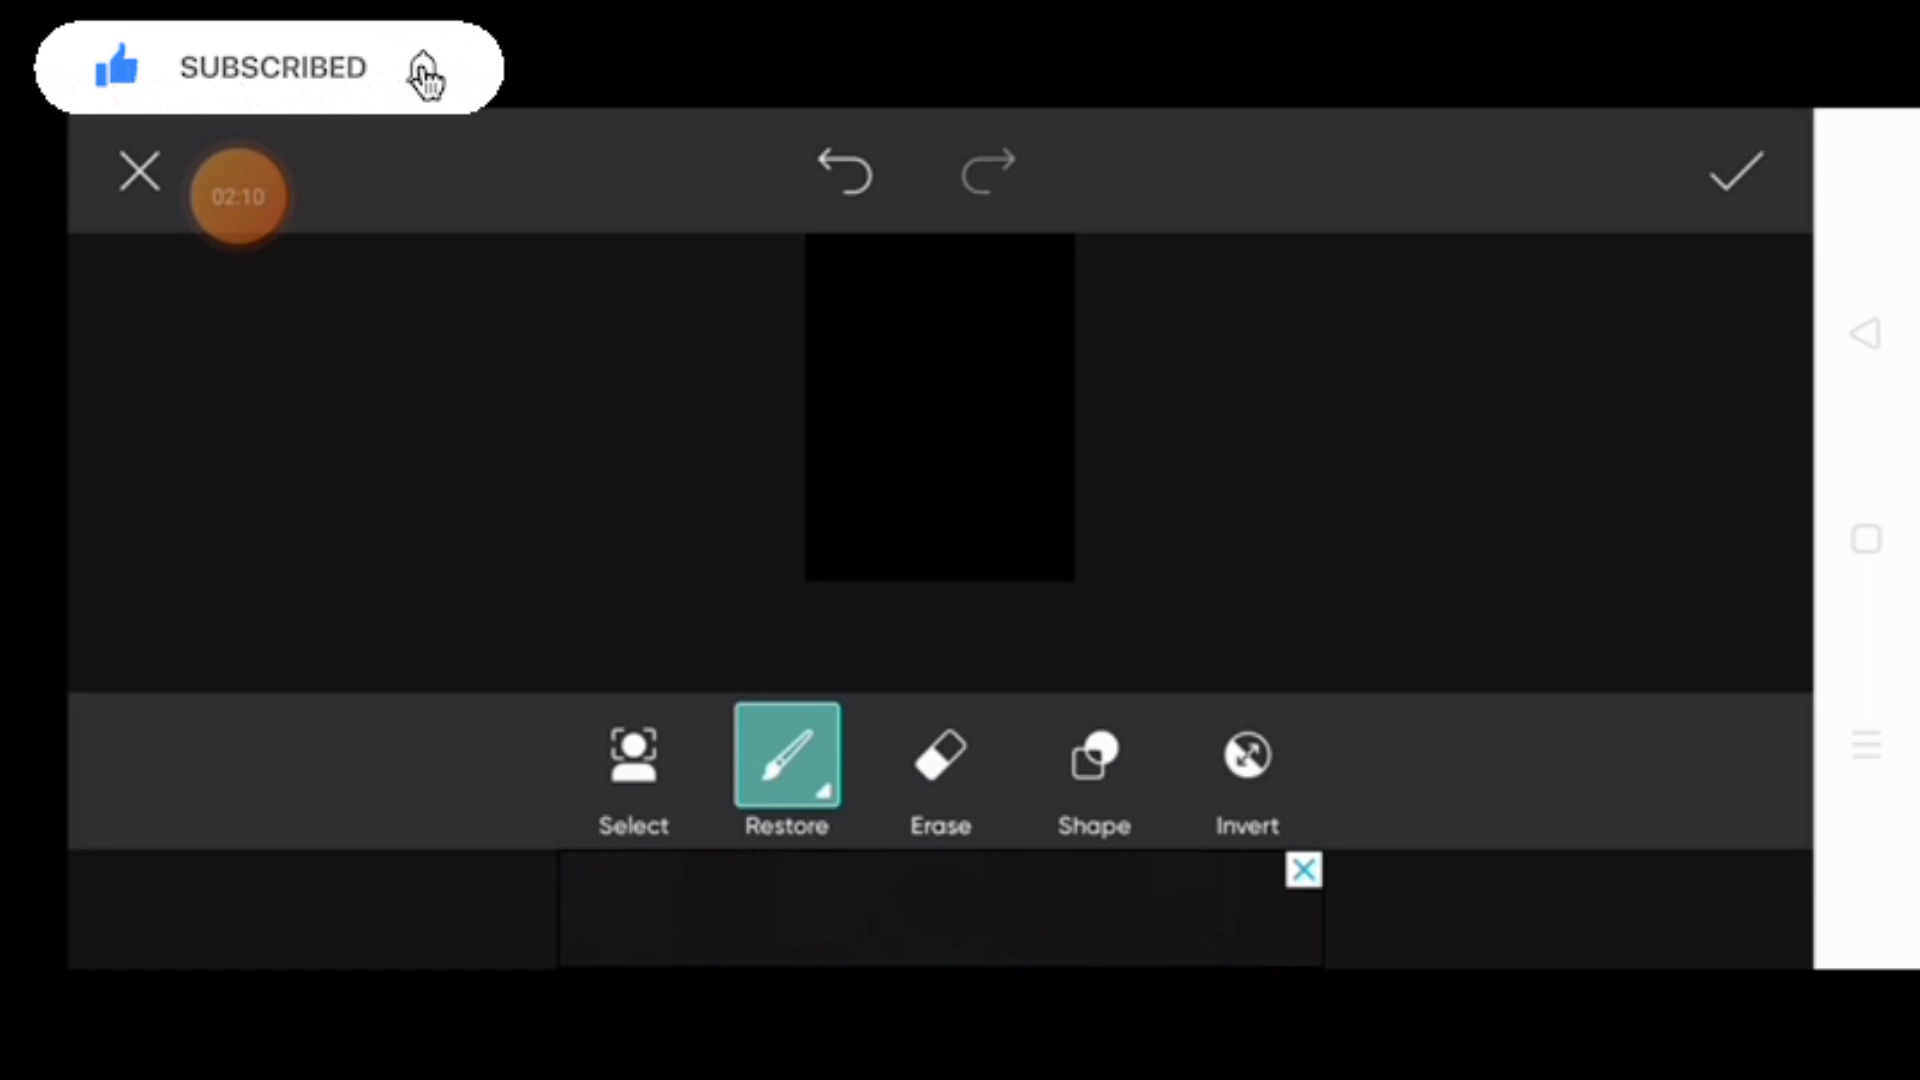 SUBSCRIBED
02:10
Select
Restore
Erase
Shape
Invert